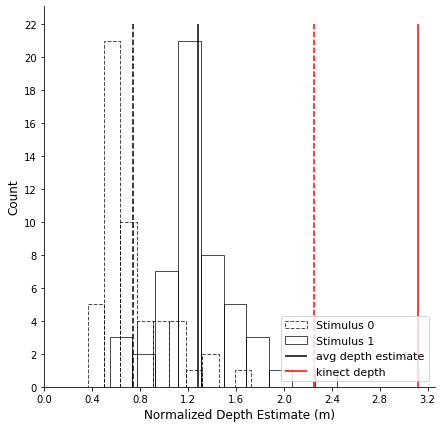 22
20
18
16
14
12
10
8
6
4
2
0
Count
0.0 0.4 0.8 1.2 1.6 2.0 2.4 2.8 3.2
Normalized Depth Estimate (m)
Stimulus 0
Stimulus 1
avg depth estimate
kinect depth